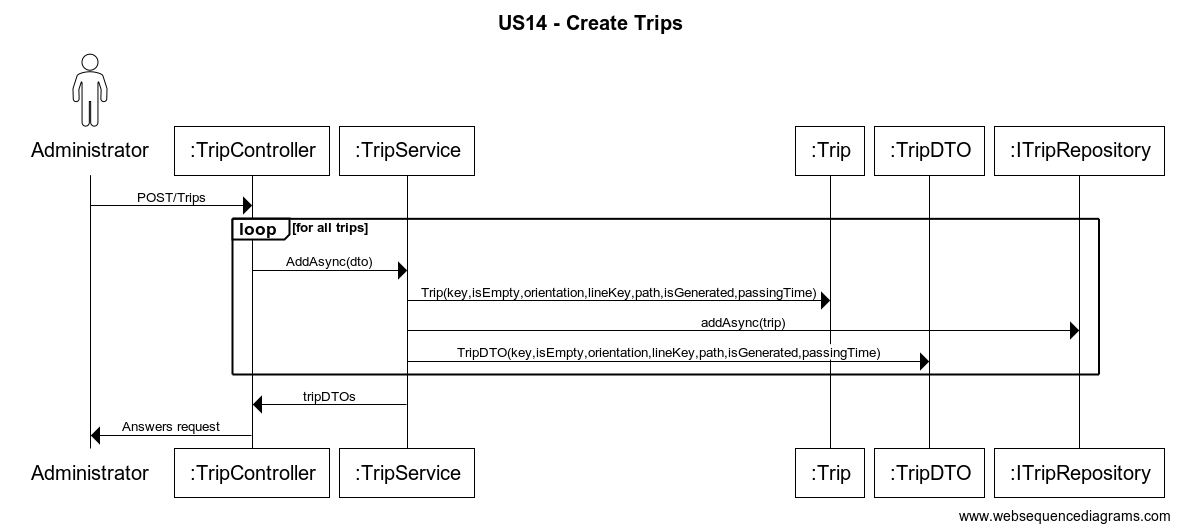 US14 - Create Trips
Administrator
:TripController
:TripService
:Trip
:TripDTO
:ITripRepository
POST/Trips
loop
[for all trips]
AddAsync(dto)
Trip(key,isEmpty,orientation,lineKey,path,isGenerated,passingTime)
addAsync(trip)
TripDTO(key,isEmpty,orientation,lineKey,path,isGenerated,passingTime)
tripDTOs
Answers request
Administrator
:TripController
:TripService
:Trip
:TripDTO
:ITripRepository
www.websequencediagrams.com